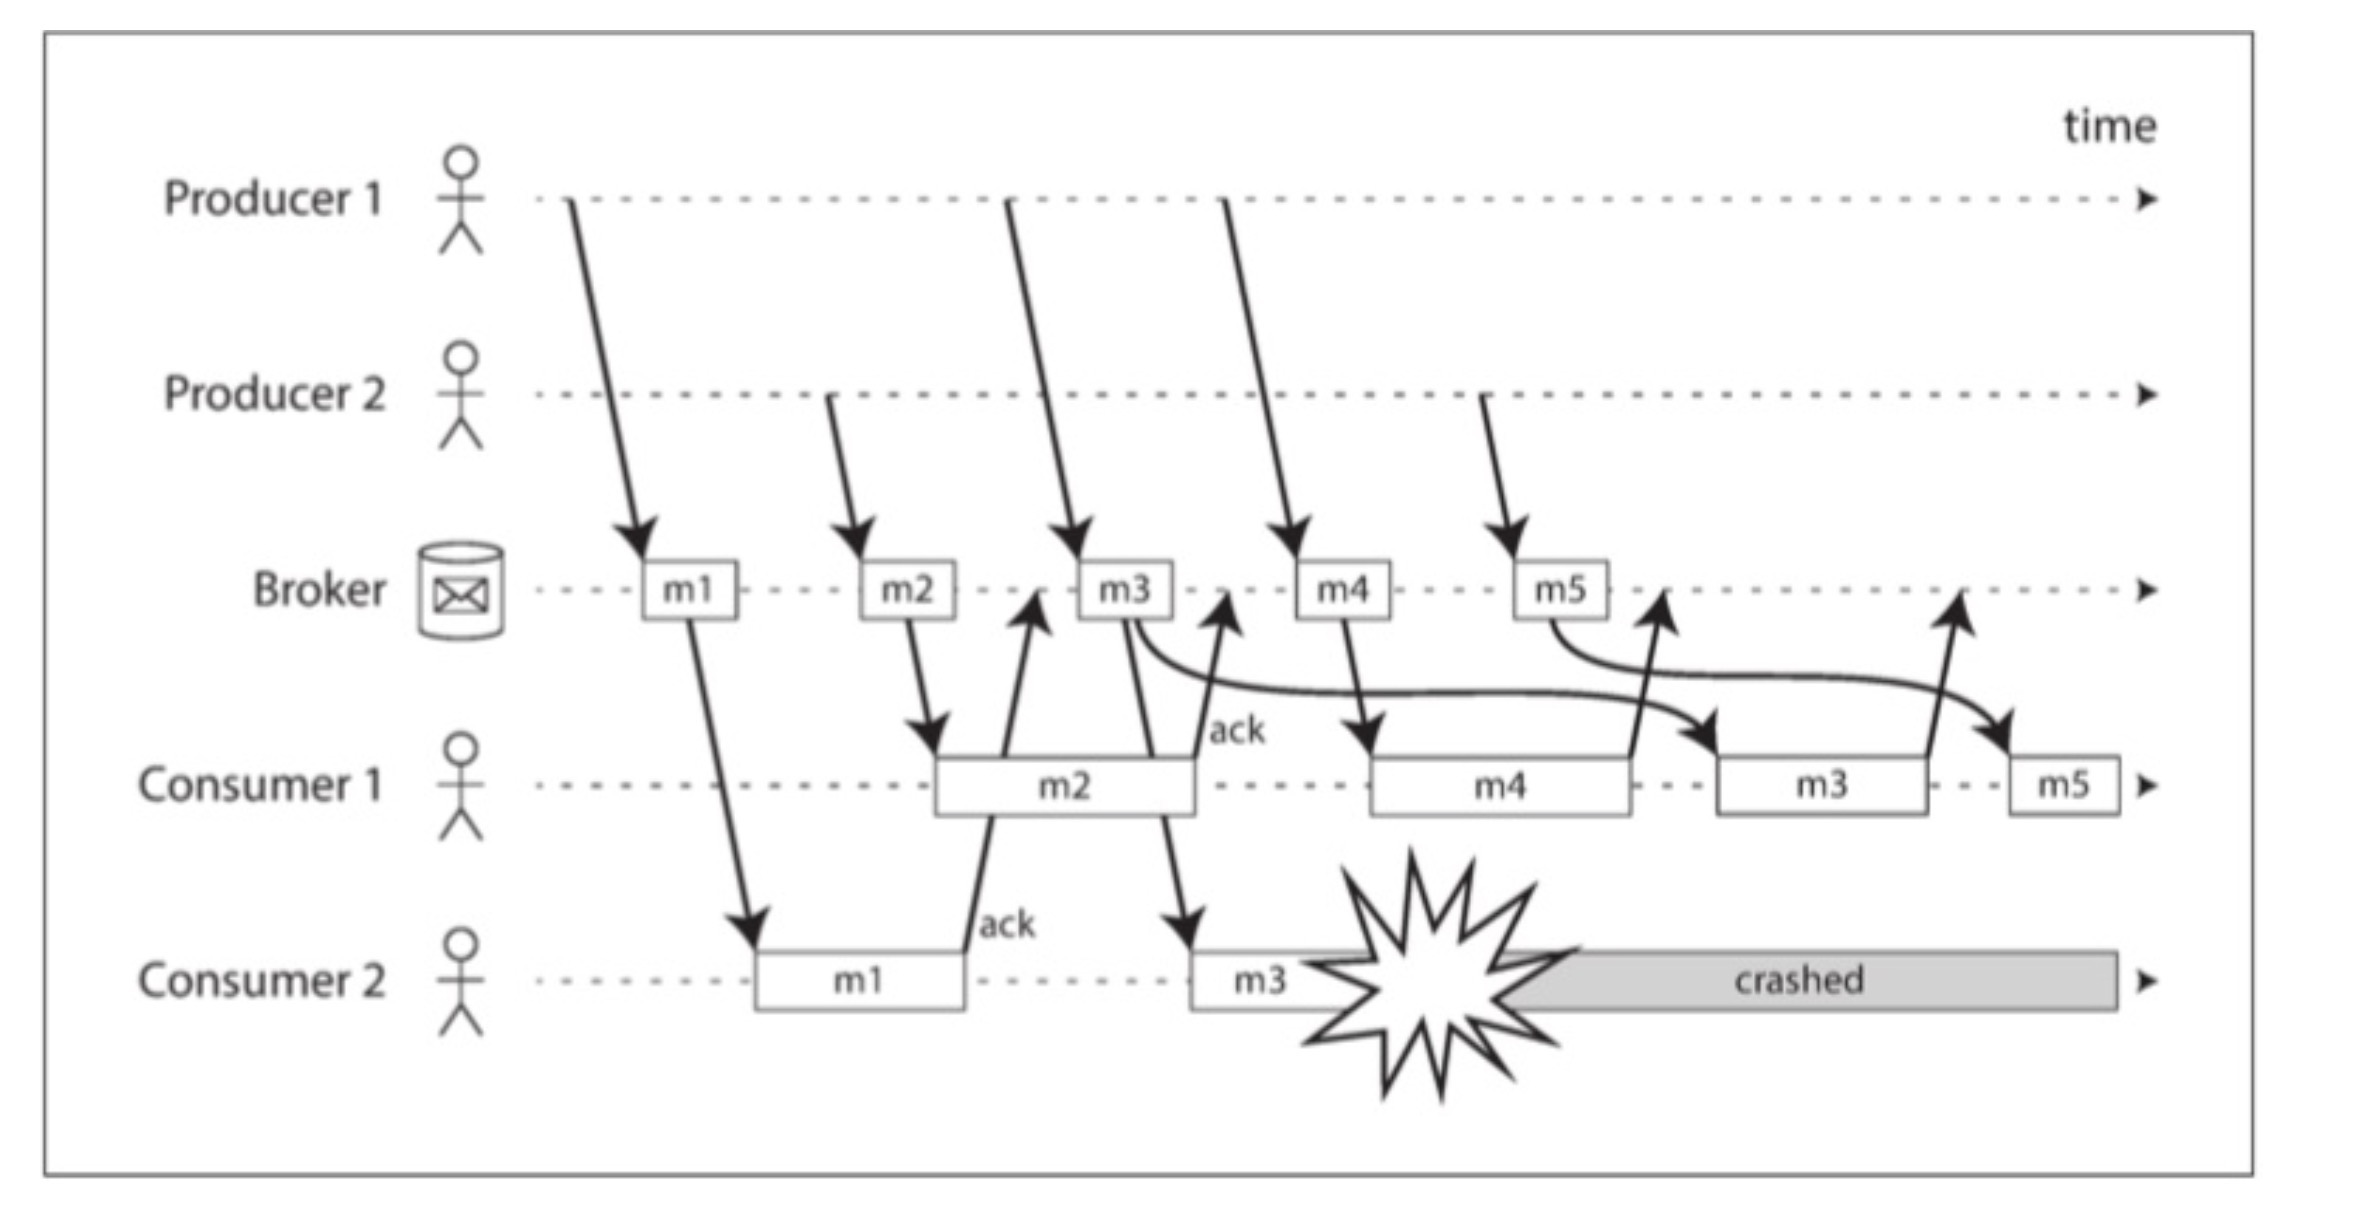 time
Producer 1
Producer 2
Broker
m1 m2 m3 m4 m5
ack
Consumer 1
m2 m4 m3 m5
ack
Consumer 2
m1 m3 crashed